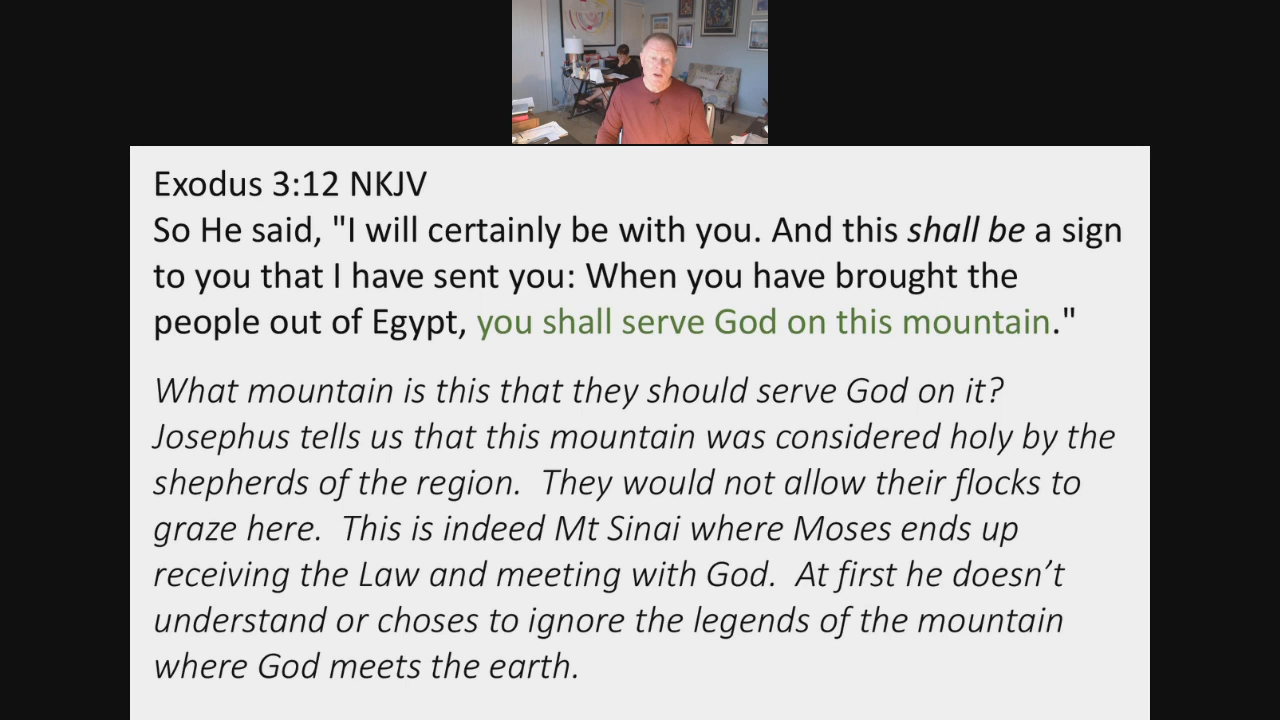 Exodus 3:12 NKJV
So He said, "I will certainly be with you. And this shall be a sign
to you that I have sent you: When you have brought the
people out of Egypt, you shall serve God on this mountain."
What mountain is this that they should serve God on it?
Josephus tells us that this mountain was considered holy by the
shepherds of the region.  They would not allow their flocks to
graze here.  This is indeed Mt Sinai where Moses ends up
receiving the Law and meeting with God.  At first he doesn’t
understand or choses to ignore the legends of the mountain
where God meets the earth.